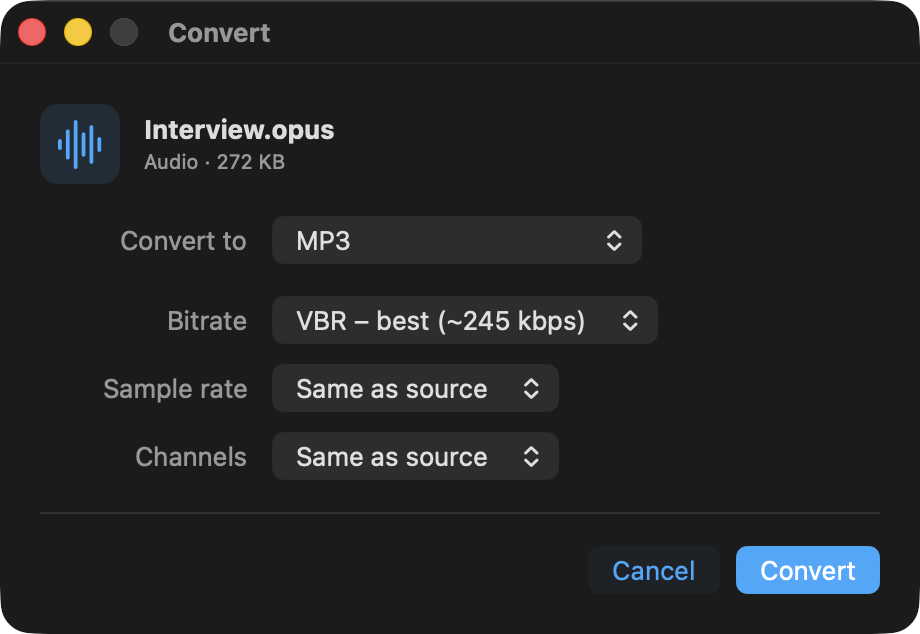 Convert
Interview.opus
Audio · 272 KB
Convert to MP3
Bitrate VBR – best (~245 kbps)
Sample rate Same as source
Channels Same as source
Cancel Convert